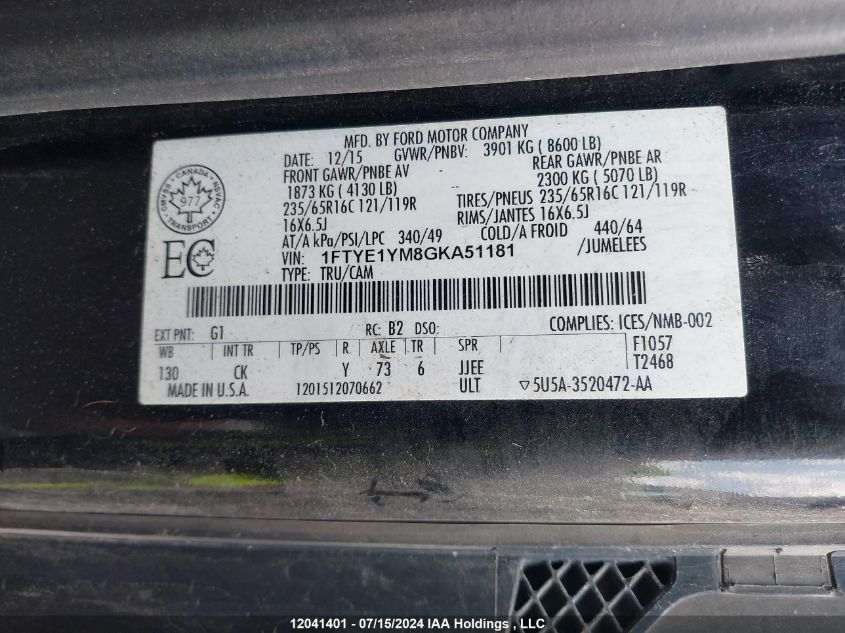 MFD. BY FORD MOTOR COMPANY
DATE: 12/15 GVWR/PNBV: 3901 KG ( 8600 LB)
FRONT GAWR/PNBE AV REAR GAWR/PNBE AR
1873 KG ( 4130 LB) 2300 KG ( 5070 LB)
235/65R16C 121/119R TIRES/PNEUS 235/65R16C 121/119R
16X6.5J RIMS/JANTES 16X6.5J
AT/A kPa/PSI/LPC 340/49 COLD/A FROID 440/64
VIN: 1FTYE1YM8GKA51181 /JUMELEES
TYPE: TRU/CAM
CMVSS CANADA NSVAC
977
TRANSPORT
EC
EXT PNT: G1 RC: B2 DSO: COMPLIES: ICES/NMB-002
WB INT TR TP/PS R AXLE TR SPR F1057
130 CK Y 73 6 JJEE T2468
MADE IN U.S.A. 1201512070662 ULT ▽5U5A-3520472-AA
12041401 - 07/15/2024 IAA Holdings , LLC